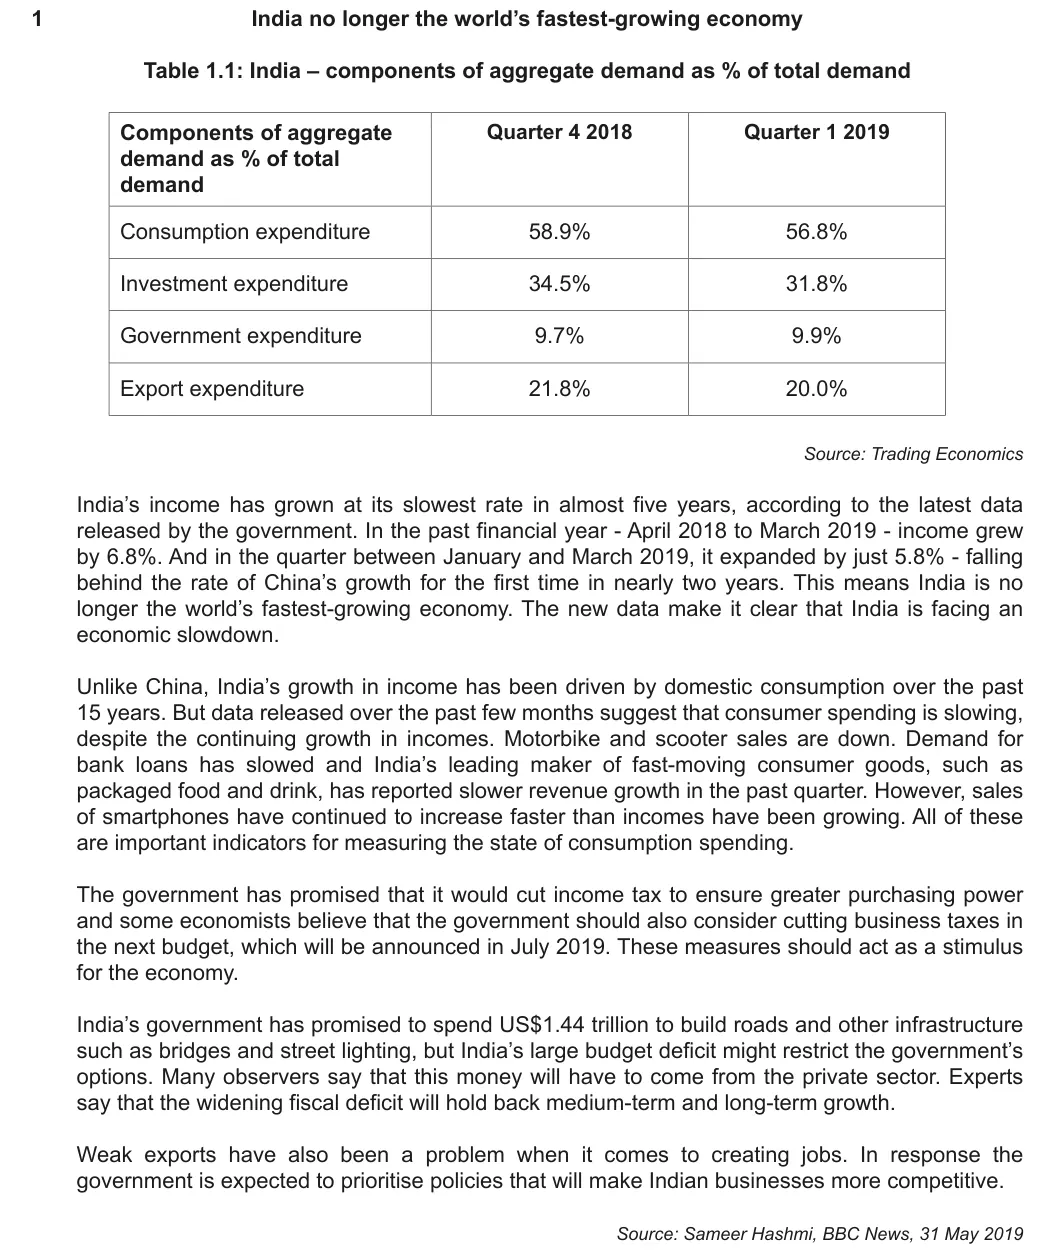 1 India no longer the world’s fastest-growing economy
Table 1.1: India – components of aggregate demand as % of total demand
Components of aggregate
demand as % of total
demand
Quarter 4 2018
Quarter 1 2019
Consumption expenditure 58.9% 56.8%
Investment expenditure 34.5% 31.8%
Government expenditure 9.7% 9.9%
Export expenditure 21.8% 20.0%
Source: Trading Economics
India’s income has grown at its slowest rate in almost five years, according to the latest data
released by the government. In the past financial year - April 2018 to March 2019 - income grew
by 6.8%. And in the quarter between January and March 2019, it expanded by just 5.8% - falling
behind the rate of China’s growth for the first time in nearly two years. This means India is no
longer the world’s fastest-growing economy. The new data make it clear that India is facing an
economic slowdown.
Unlike China, India’s growth in income has been driven by domestic consumption over the past
15 years. But data released over the past few months suggest that consumer spending is slowing,
despite the continuing growth in incomes. Motorbike and scooter sales are down. Demand for
bank loans has slowed and India’s leading maker of fast-moving consumer goods, such as
packaged food and drink, has reported slower revenue growth in the past quarter. However, sales
of smartphones have continued to increase faster than incomes have been growing. All of these
are important indicators for measuring the state of consumption spending.
The government has promised that it would cut income tax to ensure greater purchasing power
and some economists believe that the government should also consider cutting business taxes in
the next budget, which will be announced in July 2019. These measures should act as a stimulus
for the economy.
India’s government has promised to spend US$1.44 trillion to build roads and other infrastructure
such as bridges and street lighting, but India’s large budget deficit might restrict the government’s
options. Many observers say that this money will have to come from the private sector. Experts
say that the widening fiscal deficit will hold back medium-term and long-term growth.
Weak exports have also been a problem when it comes to creating jobs. In response the
government is expected to prioritise policies that will make Indian businesses more competitive.
Source: Sameer Hashmi, BBC News, 31 May 2019